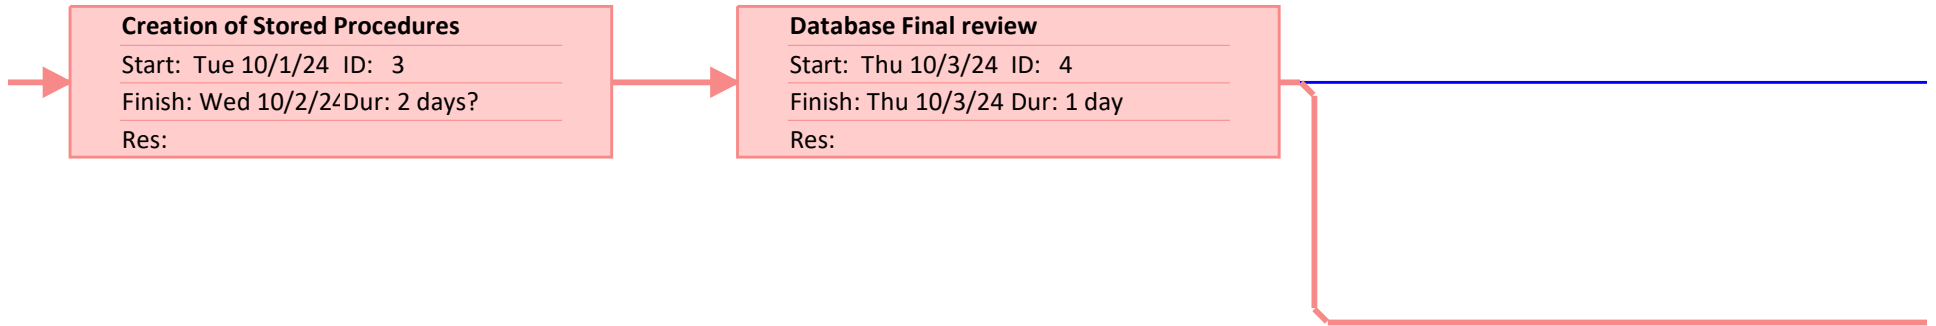 Creation of Stored Procedures
Start: Tue 10/1/24 ID: 3
Finish: Wed 10/2/24 Dur: 2 days?
Res:
Database Final review
Start: Thu 10/3/24 ID: 4
Finish: Thu 10/3/24 Dur: 1 day
Res: